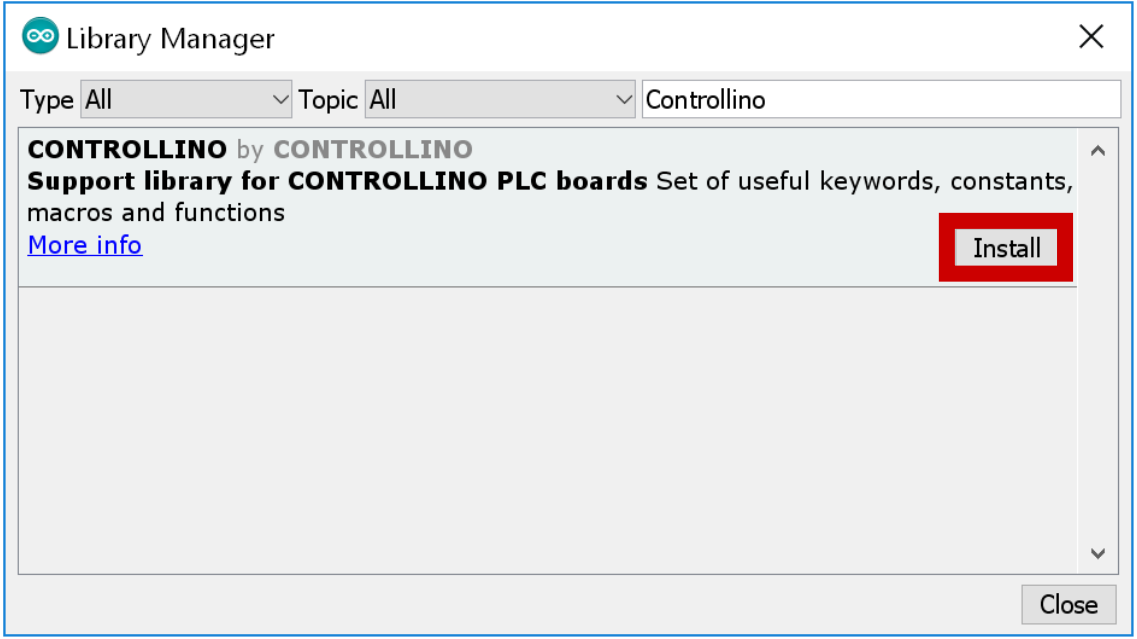 Library Manager
Type All Topic All Controllino
CONTROLLINO by CONTROLLINO
Support library for CONTROLLINO PLC boards Set of useful keywords, constants,
macros and functions
More info
Install
Close